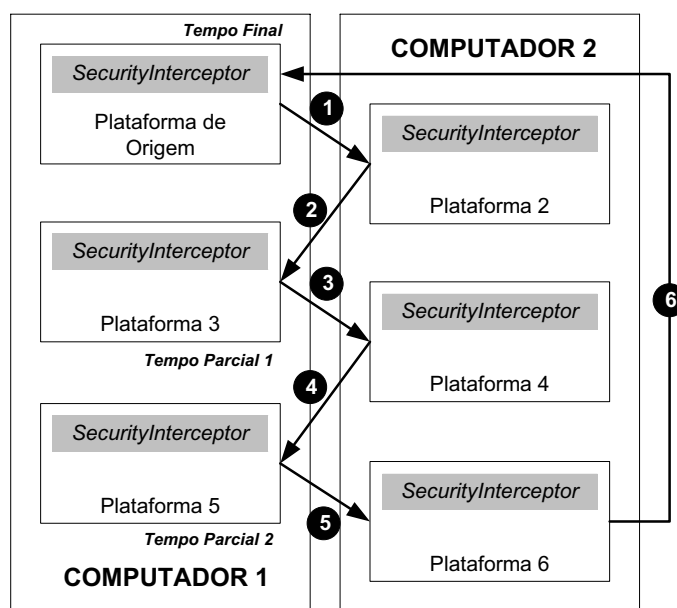 Tempo Final
SecurityInterceptor
Plataforma de
Origem
COMPUTADOR 2
1
SecurityInterceptor
Plataforma 2
2
SecurityInterceptor
Plataforma 3
Tempo Parcial 1
3
SecurityInterceptor
Plataforma 4
6
4
SecurityInterceptor
Plataforma 5
Tempo Parcial 2
5
SecurityInterceptor
Plataforma 6
COMPUTADOR 1